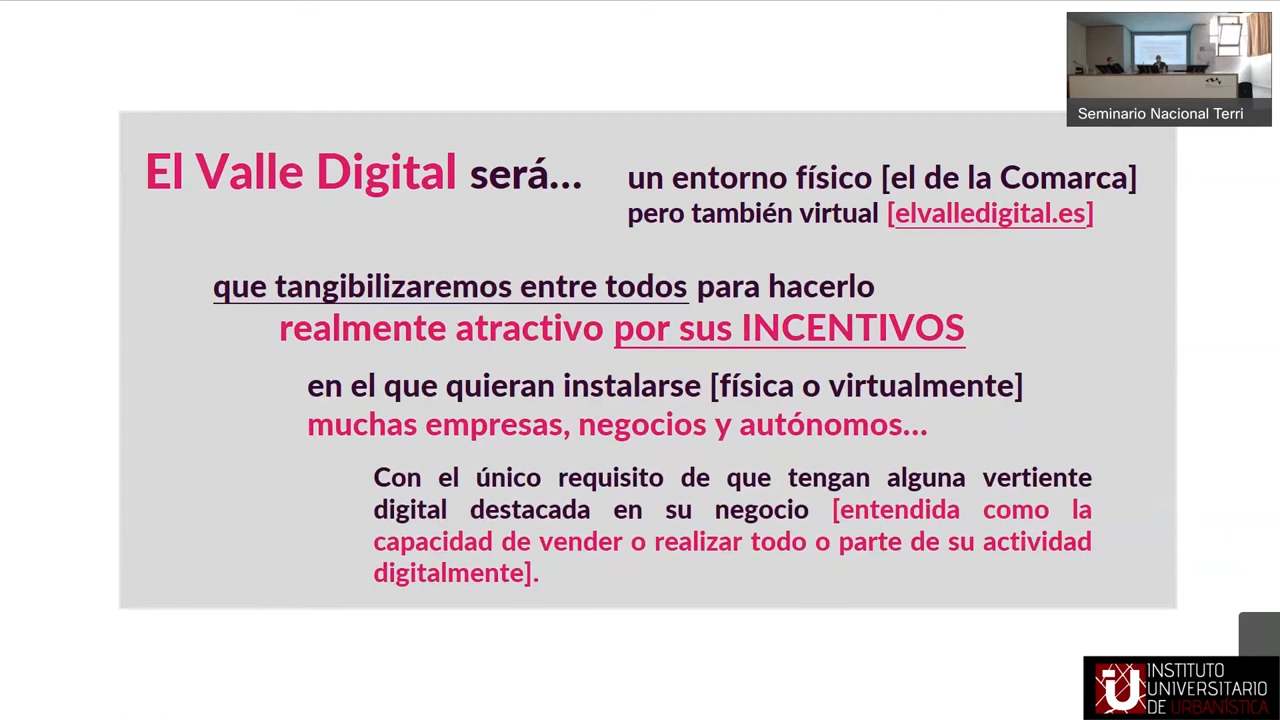 Seminario Nacional Terri
El Valle Digital será...
un entorno físico [el de la Comarca]
pero también virtual [elvalledigital.es]
que tangibilizaremos entre todos para hacerlo
realmente atractivo por sus INCENTIVOS
en el que quieran instalarse [física o virtualmente]
muchas empresas, negocios y autónomos...
Con el único requisito de que tengan alguna vertiente
digital destacada en su negocio [entendida como la
capacidad de vender o realizar todo o parte de su actividad
digitalmente].
INSTITUTO
UNIVERSITARIO
DE URBANÍSTICA